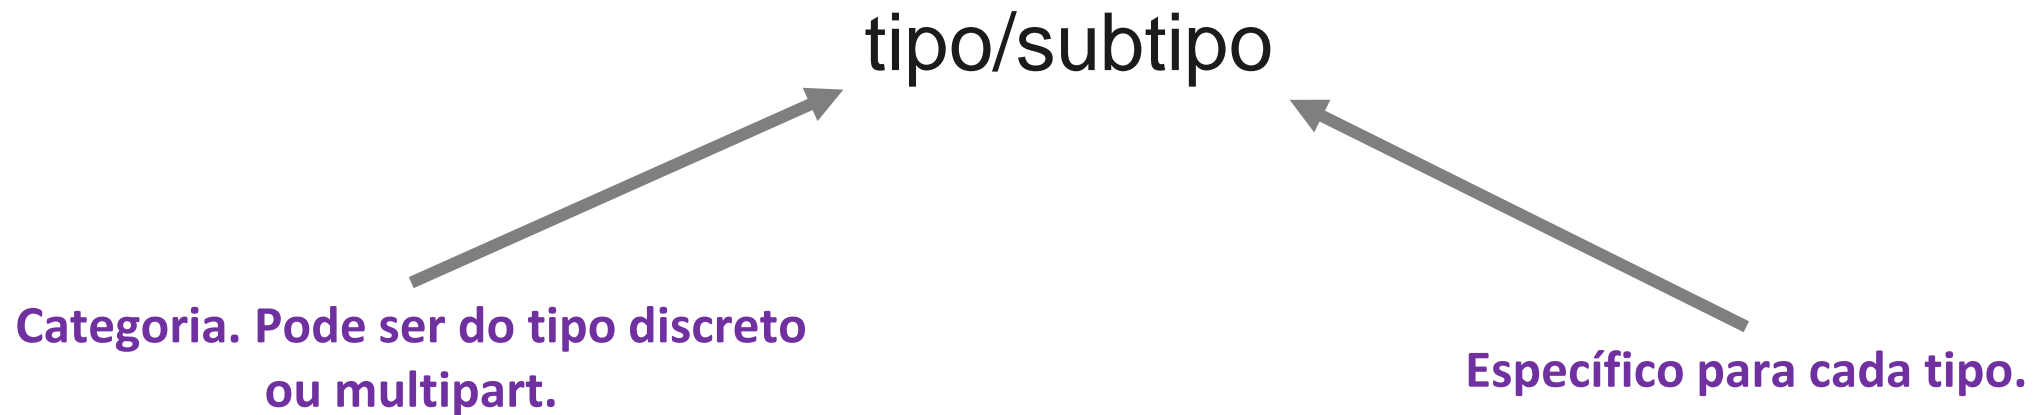 tipo/subtipo
Categoria. Pode ser do tipo discreto
ou multipart.
Específico para cada tipo.